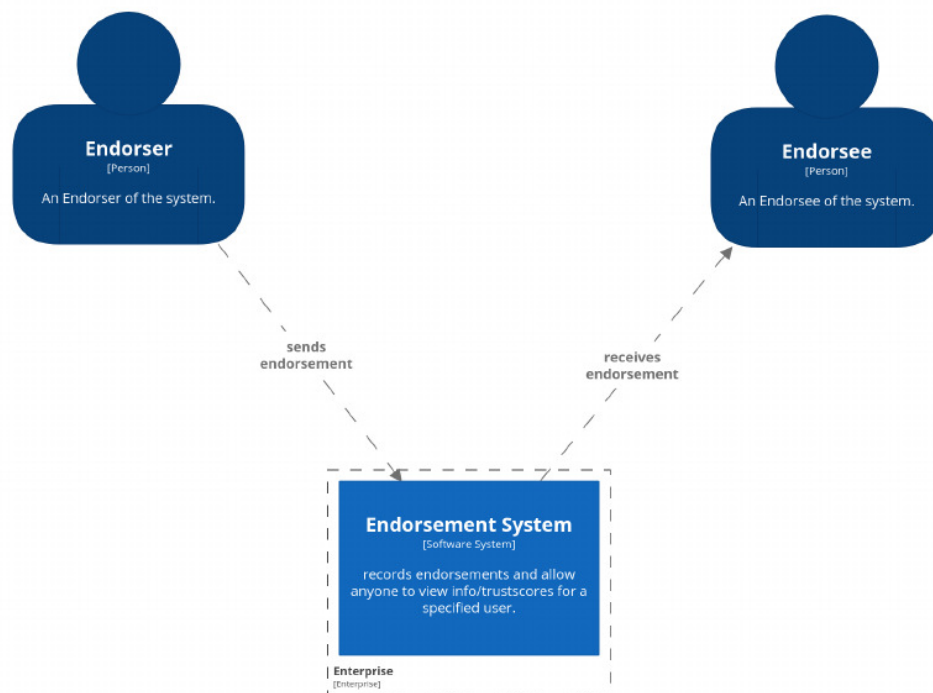 Endorser
[Person]
An Endorser of the system.
Endorsee
[Person]
An Endorsee of the system.
sends
endorsement
receives
endorsement
Endorsement System
[Software System]
records endorsements and allow
anyone to view info/trustscores for a
specified user.
Enterprise
[Enterprise]